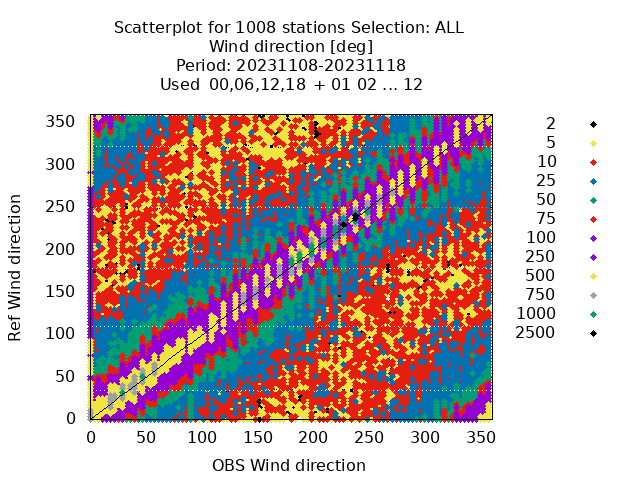 Scatterplot for 1008 stations Selection: ALL
Wind direction [deg]
Period: 20231108-20231118
Used  00,06,12,18  + 01 02 ... 12
Ref Wind direction
350
300
250
200
150
100
50
0
0 50 100 150 200 250 300 350
OBS Wind direction
2
5
10
25
50
75
100
250
500
750
1000
2500